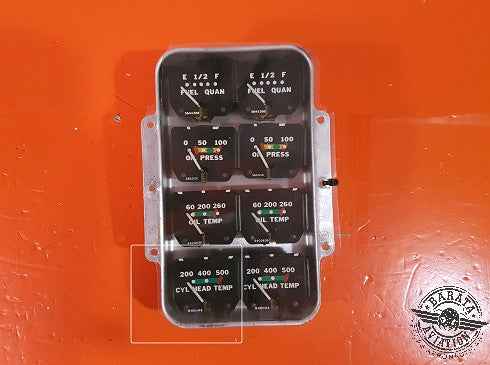 E 1/2 F E 1/2 F
FUEL QUAN FUEL QUAN
0 50 100 0 50 100
OIL PRESS OIL PRESS
60 200 260 60 200 260
OIL TEMP OIL TEMP
200 400 500 200 400 500
CYL HEAD TEMP CYL HEAD TEMP
BARATA
AVIATION